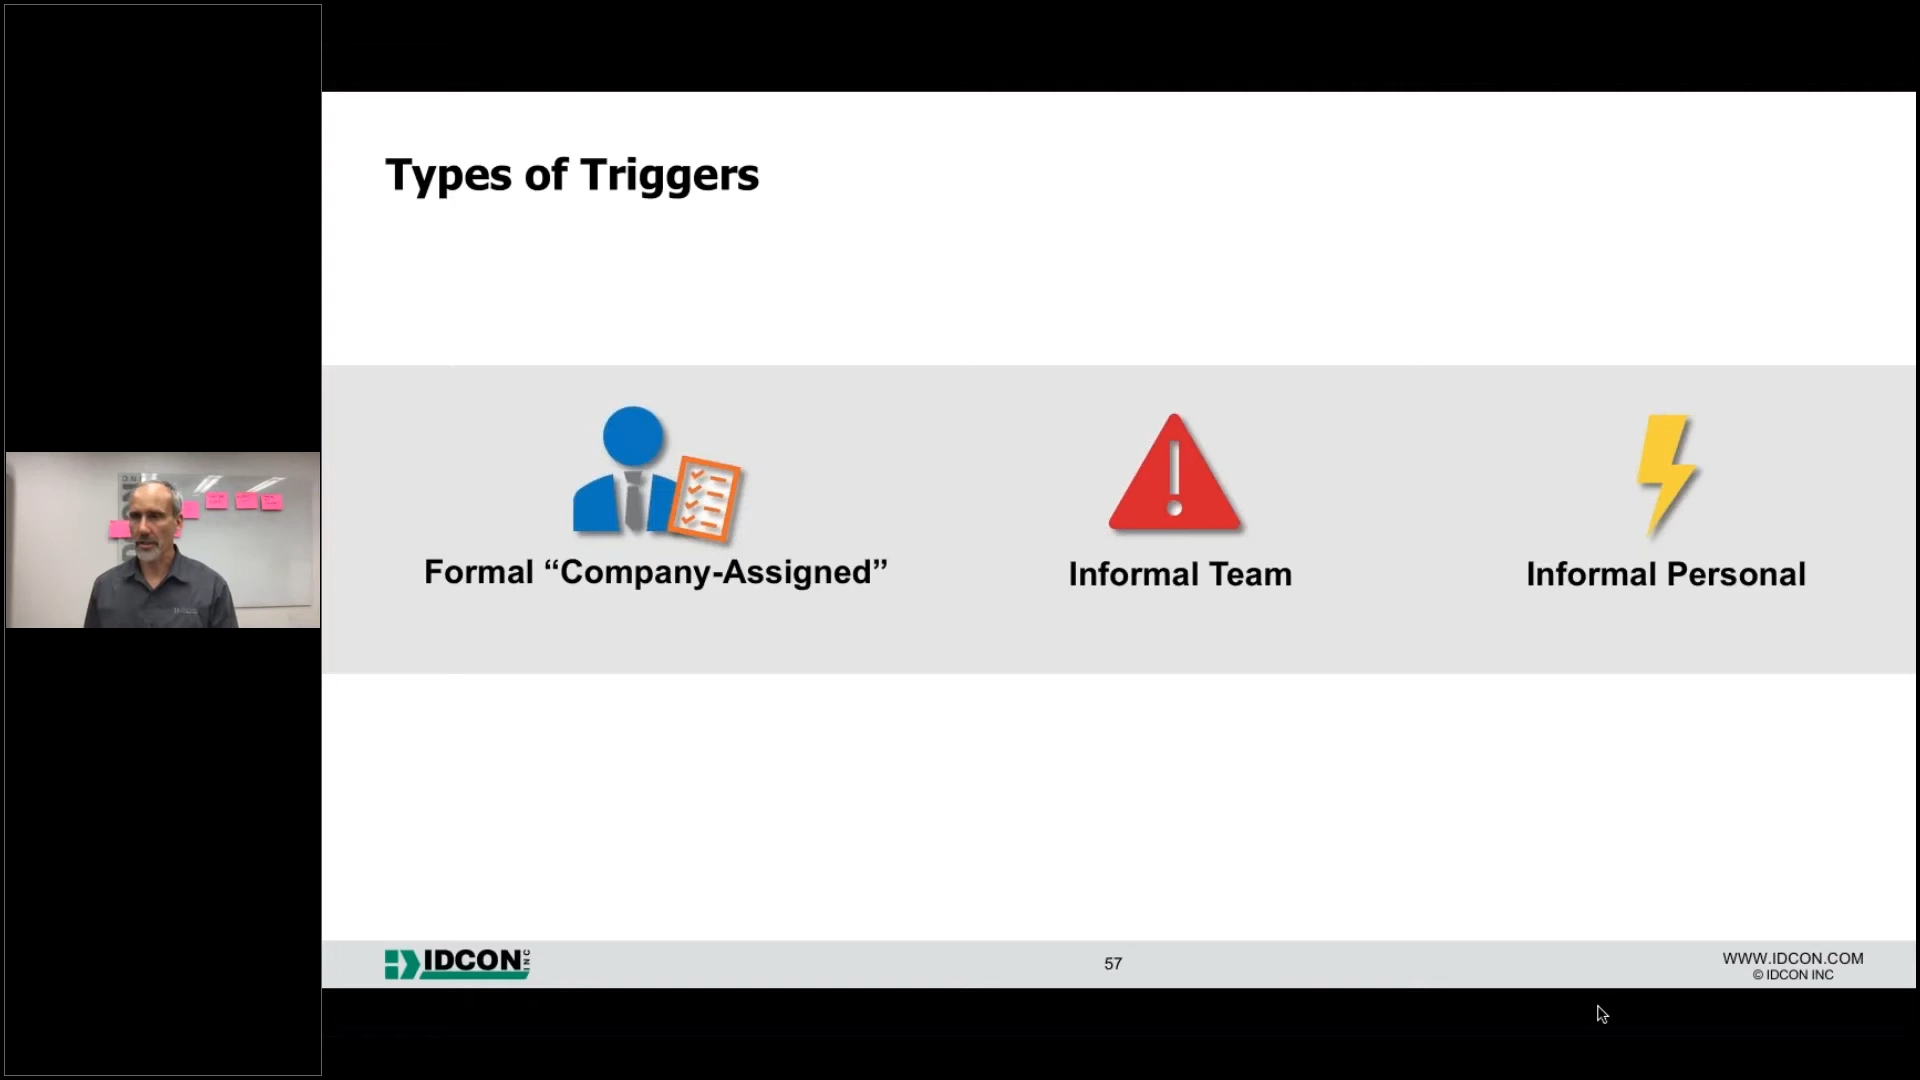 Types of Triggers
Formal “Company-Assigned”
Informal Team
Informal Personal
IDCON INC
57
WWW.IDCON.COM
© IDCON INC